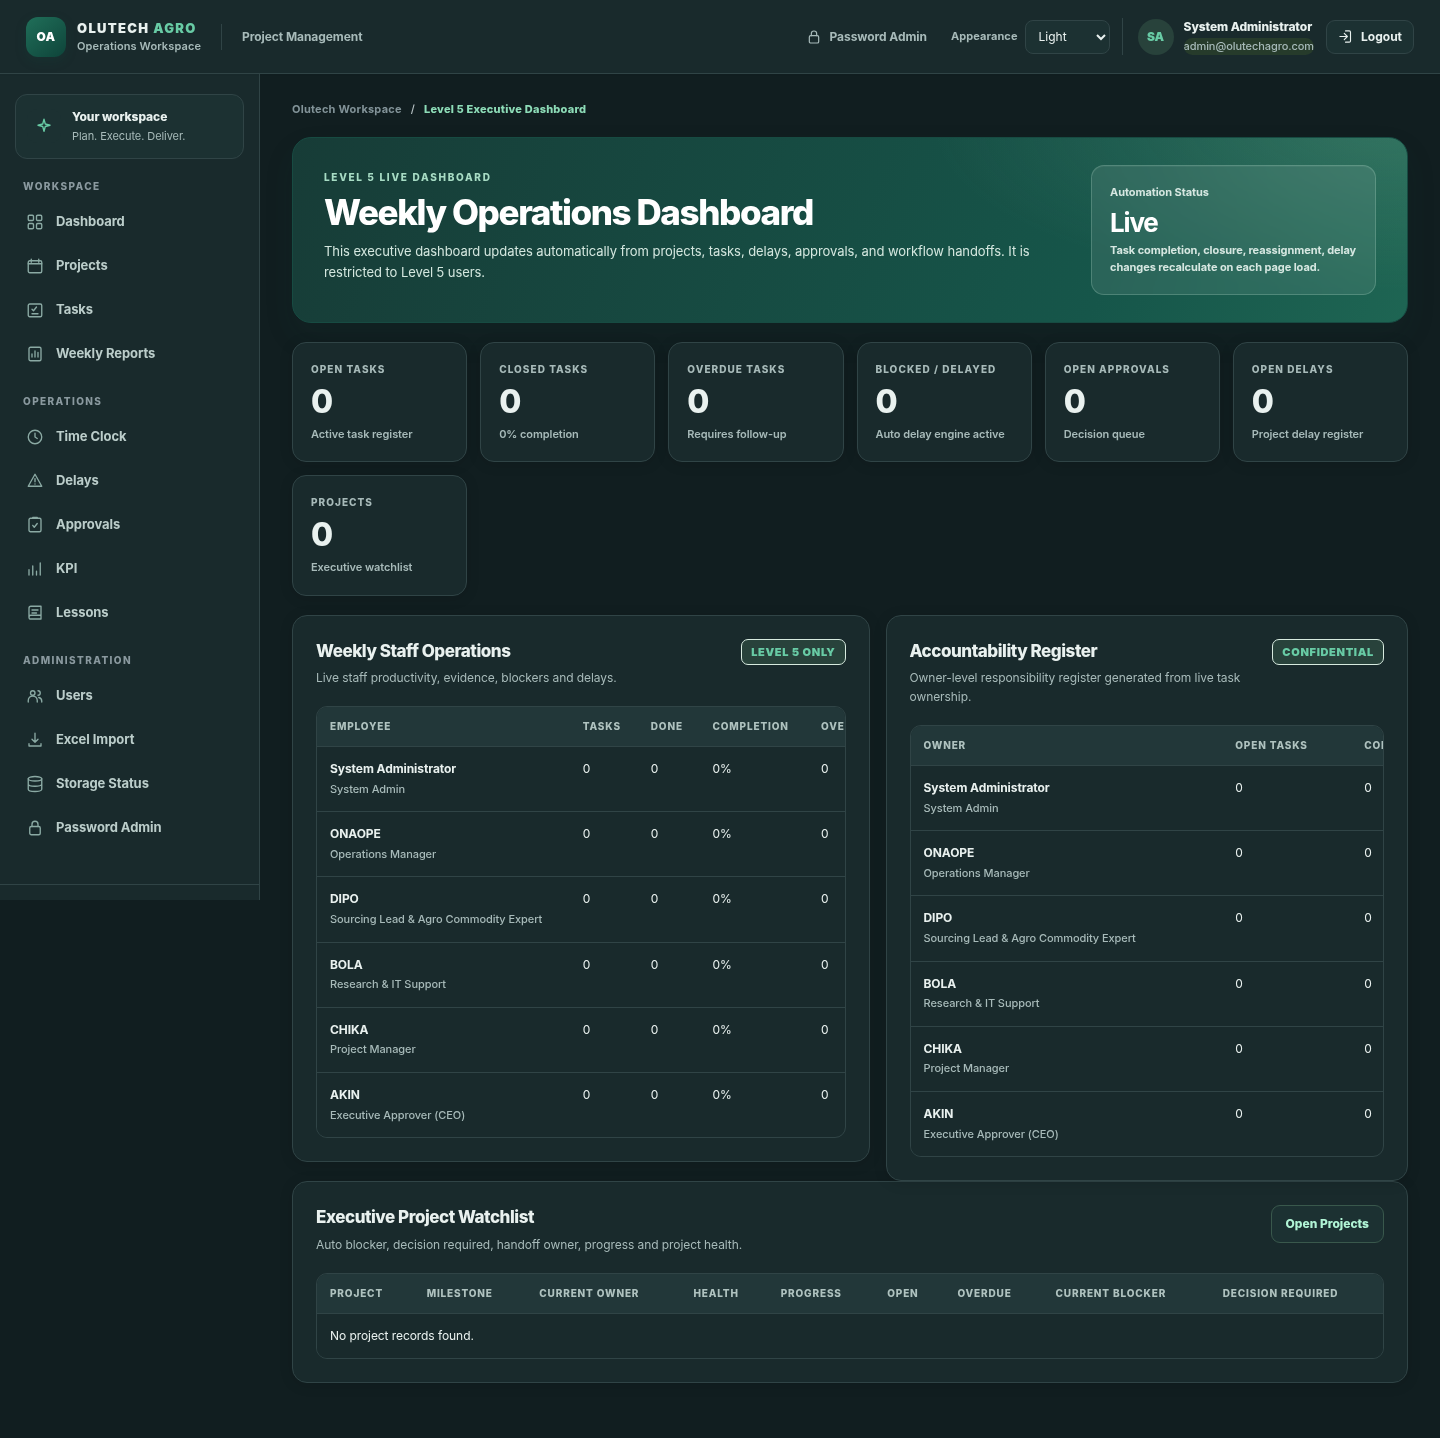 OA
OLUTECH AGRO
Operations Workspace
Project Management
Password Admin
Appearance
Light
SA
System Administrator
admin@olutechagro.com
Logout
Your workspace
Plan. Execute. Deliver.
WORKSPACE
Dashboard
Projects
Tasks
Weekly Reports
OPERATIONS
Time Clock
Delays
Approvals
KPI
Lessons
ADMINISTRATION
Users
Excel Import
Storage Status
Password Admin
Olutech Workspace / Level 5 Executive Dashboard
LEVEL 5 LIVE DASHBOARD
Weekly Operations Dashboard
This executive dashboard updates automatically from projects, tasks, delays, approvals, and workflow handoffs. It is
restricted to Level 5 users.
Automation Status
Live
Task completion, closure, reassignment, delay
changes recalculate on each page load.
OPEN TASKS
0
Active task register
CLOSED TASKS
0
0% completion
OVERDUE TASKS
0
Requires follow-up
BLOCKED / DELAYED
0
Auto delay engine active
OPEN APPROVALS
0
Decision queue
OPEN DELAYS
0
Project delay register
PROJECTS
0
Executive watchlist
Weekly Staff Operations
LEVEL 5 ONLY
Live staff productivity, evidence, blockers and delays.
EMPLOYEE TASKS DONE COMPLETION OVE
System Administrator 0 0 0% 0
System Admin
ONAOPE 0 0 0% 0
Operations Manager
DIPO 0 0 0% 0
Sourcing Lead & Agro Commodity Expert
BOLA 0 0 0% 0
Research & IT Support
CHIKA 0 0 0% 0
Project Manager
AKIN 0 0 0% 0
Executive Approver (CEO)
Accountability Register
CONFIDENTIAL
Owner-level responsibility register generated from live task
ownership.
OWNER OPEN TASKS CO
System Administrator 0 0
System Admin
ONAOPE 0 0
Operations Manager
DIPO 0 0
Sourcing Lead & Agro Commodity Expert
BOLA 0 0
Research & IT Support
CHIKA 0 0
Project Manager
AKIN 0 0
Executive Approver (CEO)
Executive Project Watchlist
Open Projects
Auto blocker, decision required, handoff owner, progress and project health.
PROJECT MILESTONE CURRENT OWNER HEALTH PROGRESS OPEN OVERDUE CURRENT BLOCKER DECISION REQUIRED
No project records found.